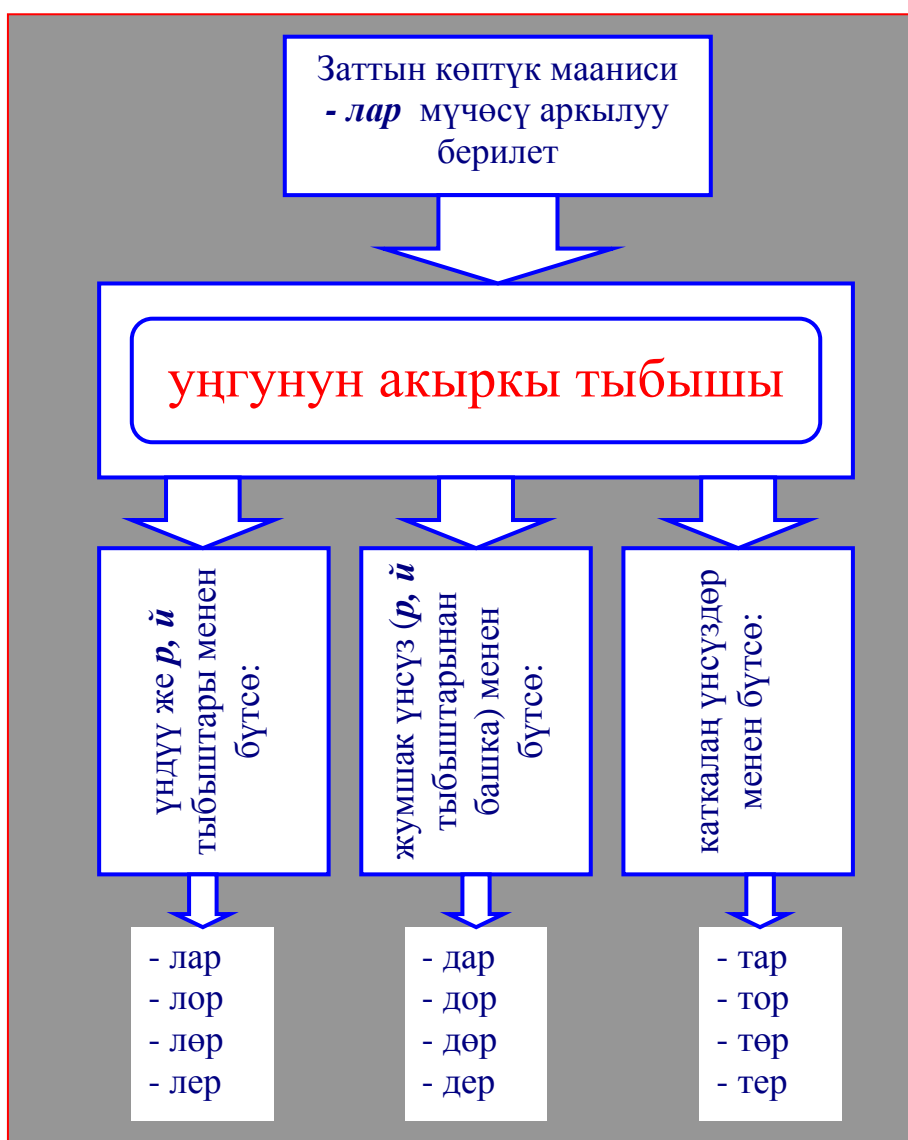 Заттын көптүк мааниси
- лар мүчөсү аркылуу
берилет
уңгунун акыркы тыбышы
үндүү же р, й
тыбыштары менен
бүтсө:
жумшак үнсүз (р, й
тыбыштарынан
башка) менен
бүтсө:
каткалаң үнсүздөр
менен бүтсө:
- лар
- лор
- лөр
- лер
- дар
- дор
- дөр
- дер
- тар
- тор
- төр
- тер